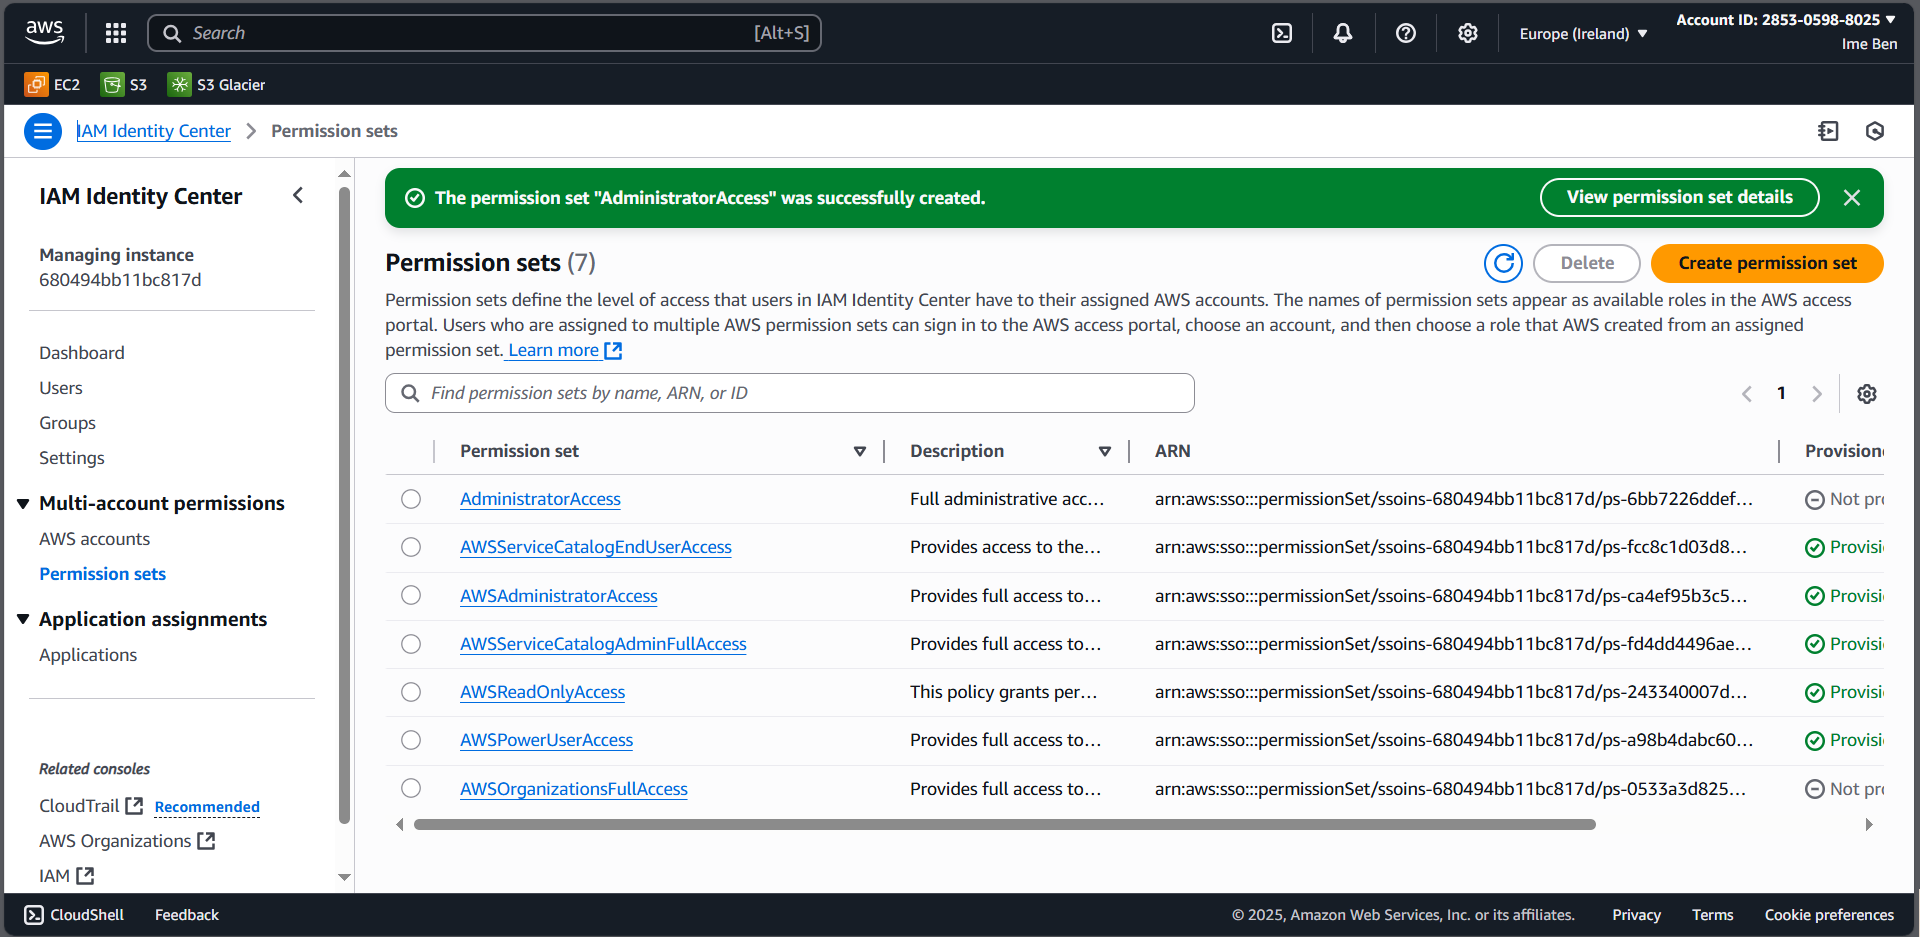 aws
Search [Alt+S]
Europe (Ireland) ▼
Account ID: 2853-0598-8025 ▼
Ime Ben
EC2 S3 S3 Glacier
IAM Identity Center > Permission sets
IAM Identity Center
Managing instance
680494bb11bc817d
Dashboard
Users
Groups
Settings
Multi-account permissions
AWS accounts
Permission sets
Application assignments
Applications
Related consoles
CloudTrail Recommended
AWS Organizations
IAM
The permission set "AdministratorAccess" was successfully created.
View permission set details
Permission sets (7)
Delete
Create permission set
Permission sets define the level of access that users in IAM Identity Center have to their assigned AWS accounts. The names of permission sets appear as available roles in the AWS access
portal. Users who are assigned to multiple AWS permission sets can sign in to the AWS access portal, choose an account, and then choose a role that AWS created from an assigned
permission set. Learn more
Find permission sets by name, ARN, or ID
1
Permission set Description ARN Provision
AdministratorAccess Full administrative acc... arn:aws:sso:::permissionSet/ssoins-680494bb11bc817d/ps-6bb7226ddef... Not pro
AWSServiceCatalogEndUserAccess Provides access to the... arn:aws:sso:::permissionSet/ssoins-680494bb11bc817d/ps-fcc8c1d03d8... Provisi
AWSAdministratorAccess Provides full access to... arn:aws:sso:::permissionSet/ssoins-680494bb11bc817d/ps-ca4ef95b3c5... Provisi
AWSServiceCatalogAdminFullAccess Provides full access to... arn:aws:sso:::permissionSet/ssoins-680494bb11bc817d/ps-fd4dd4496ae... Provisi
AWSReadOnlyAccess This policy grants per... arn:aws:sso:::permissionSet/ssoins-680494bb11bc817d/ps-243340007d... Provisi
AWSPowerUserAccess Provides full access to... arn:aws:sso:::permissionSet/ssoins-680494bb11bc817d/ps-a98b4dabc60... Provisi
AWSOrganizationsFullAccess Provides full access to... arn:aws:sso:::permissionSet/ssoins-680494bb11bc817d/ps-0533a3d825... Not pro
CloudShell Feedback © 2025, Amazon Web Services, Inc. or its affiliates. Privacy Terms Cookie preferences